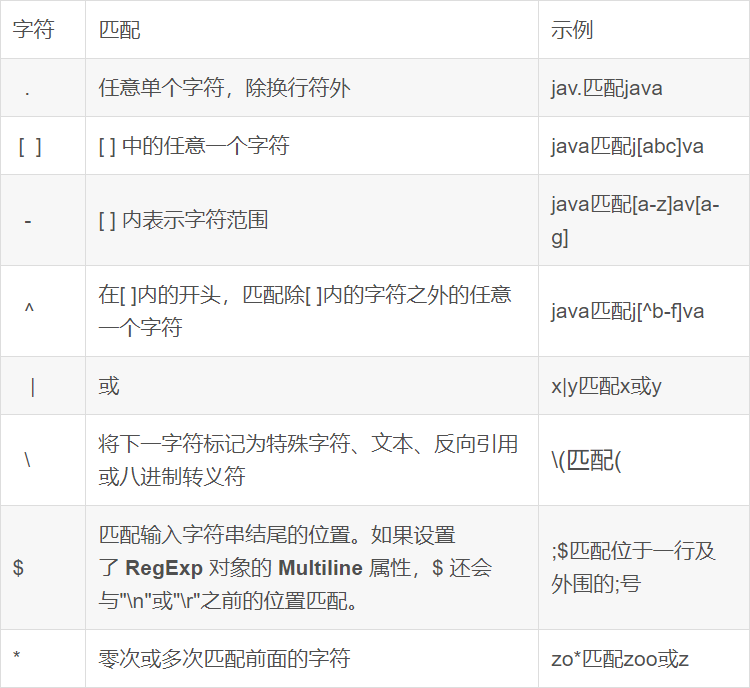 字符 匹配 示例
. 任意单个字符，除换行符外 jav.匹配java
[ ] [ ] 中的任意一个字符 java匹配j[abc]va
- [ ] 内表示字符范围 java匹配[a-z]av[a-
g]
^ 在[ ]内的开头，匹配除[ ]内的字符之外的任意
一个字符 java匹配j[^b-f]va
| 或 x|y匹配x或y
\ 将下一字符标记为特殊字符、文本、反向引用
或八进制转义符 \(匹配(
$ 匹配输入字符串结尾的位置。如果设置
了 RegExp 对象的 Multiline 属性，$ 还会
与"\n"或"\r"之前的位置匹配。 ;$匹配位于一行及
外围的;号
* 零次或多次匹配前面的字符 zo*匹配zoo或z